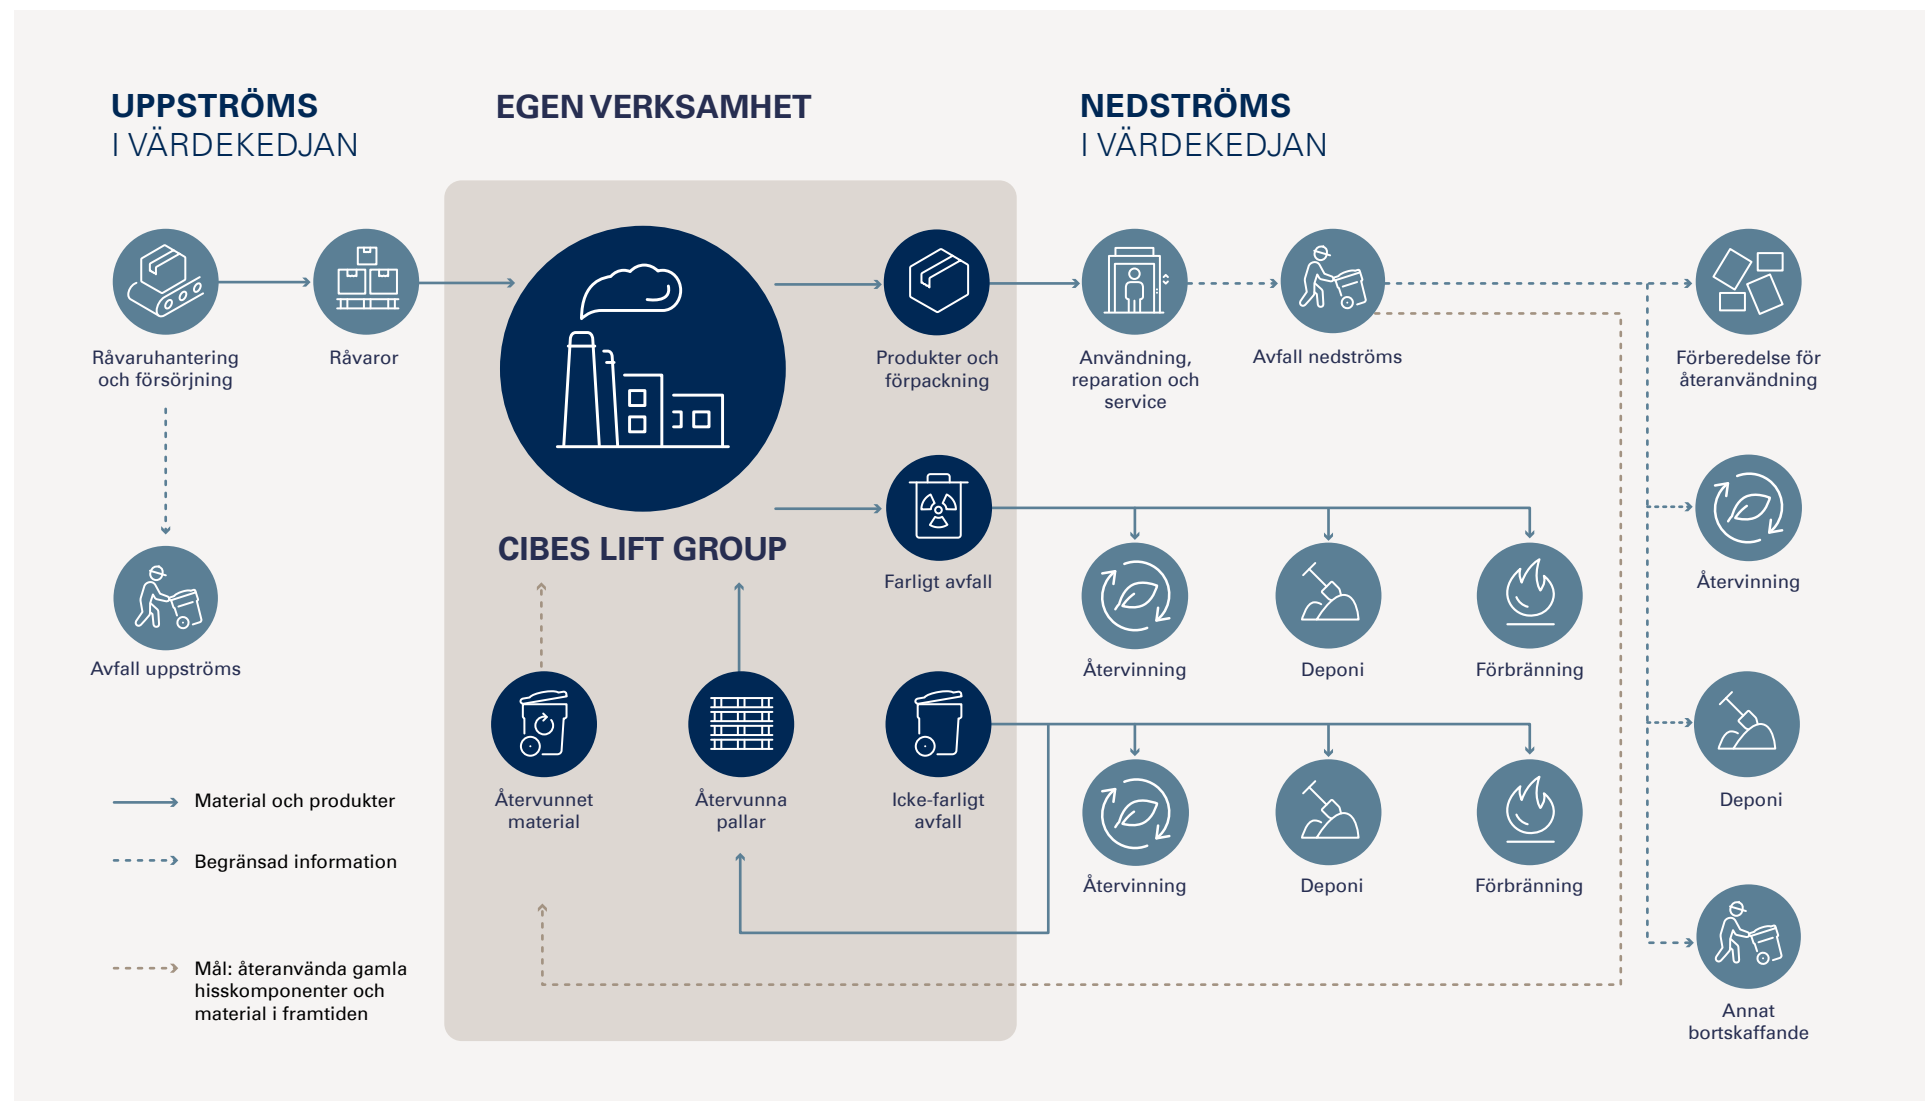 UPPSTRÖMS
I VÄRDEKEDJAN
EGEN VERKSAMHET
NEDSTRÖMS
I VÄRDEKEDJAN
Råvaruhantering
och försörjning
Råvaror
Produkter och
förpackning
Användning,
reparation och
service
Avfall nedströms
Förberedelse för
återanvändning
CIBES LIFT GROUP
Farligt avfall
Återvinning
Avfall uppströms
Återvinning
Deponi
Förbränning
Återvunnet
material
Återvunna
pallar
Icke-farligt
avfall
Deponi
Återvinning
Deponi
Förbränning
Annat
bortskaffande
Material och produkter
Begränsad information
Mål: återanvända gamla
hisskomponenter och
material i framtiden